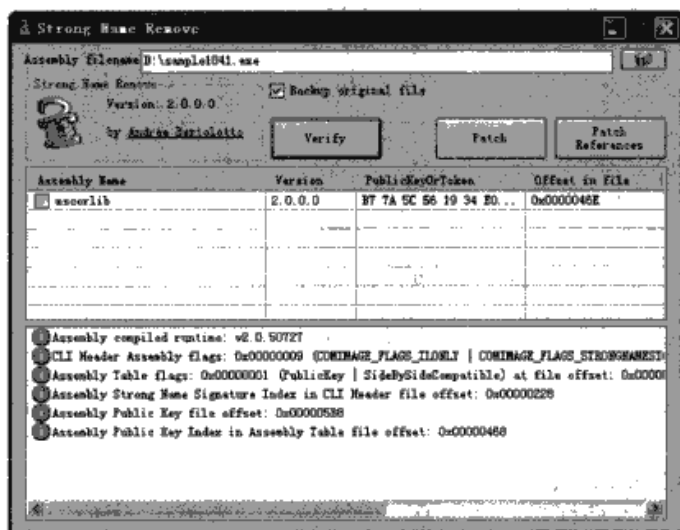 Strong Name Remove
Assembly filename D:\sample1841.exe
Strong Name Remove
Version: 2.0.0.0
by Andrea Bertolotto
Backup original file
Verify
Patch
Patch References
Assembly Name Version PublicKeyOrToken Offset in file
mscorlib 2.0.0.0 B7 7A 5C 56 19 34 E0... 0x0000046E
Assembly compiled runtime: v2.0.50727
CLI Header Assembly flags: 0x00000009 (COMIMAGE_FLAGS_ILONLY | COMIMAGE_FLAGS_STRONGNAMESI
Assembly Table flags: 0x00000001 (PublicKey | SideBySideCompatible) at file offset: 0x0000
Assembly Strong Name Signature Index in CLI Header file offset: 0x00000228
Assembly Public Key file offset: 0x00000538
Assembly Public Key Index in Assembly Table file offset: 0x00000458